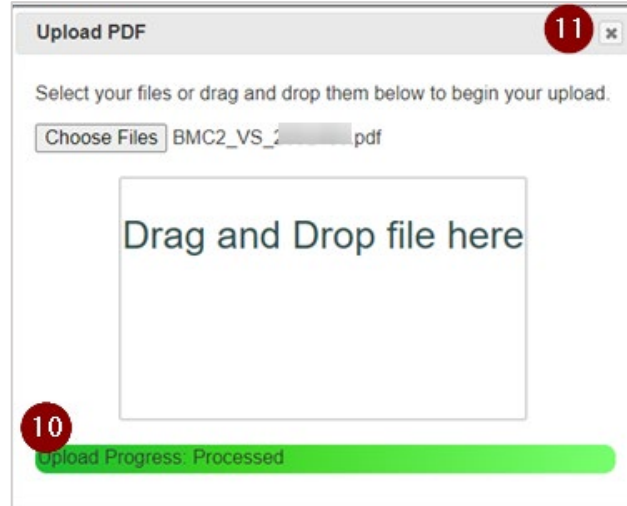 Upload PDF
11
Select your files or drag and drop them below to begin your upload.
Choose Files BMC2_VS_2 .pdf
Drag and Drop file here
10
Upload Progress: Processed